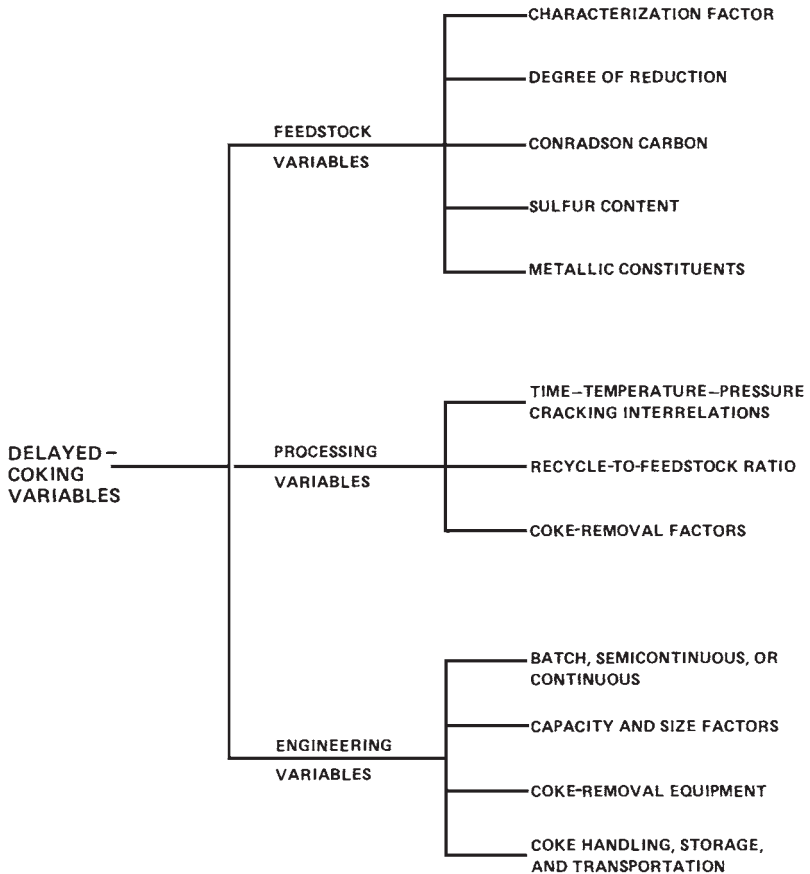 DELAYED–
COKING
VARIABLES
FEEDSTOCK
VARIABLES
CHARACTERIZATION FACTOR
DEGREE OF REDUCTION
CONRADSON CARBON
SULFUR CONTENT
METALLIC CONSTITUENTS
PROCESSING
VARIABLES
TIME–TEMPERATURE–PRESSURE
CRACKING INTERRELATIONS
RECYCLE-TO-FEEDSTOCK RATIO
COKE-REMOVAL FACTORS
ENGINEERING
VARIABLES
BATCH, SEMICONTINUOUS, OR
CONTINUOUS
CAPACITY AND SIZE FACTORS
COKE-REMOVAL EQUIPMENT
COKE HANDLING, STORAGE,
AND TRANSPORTATION